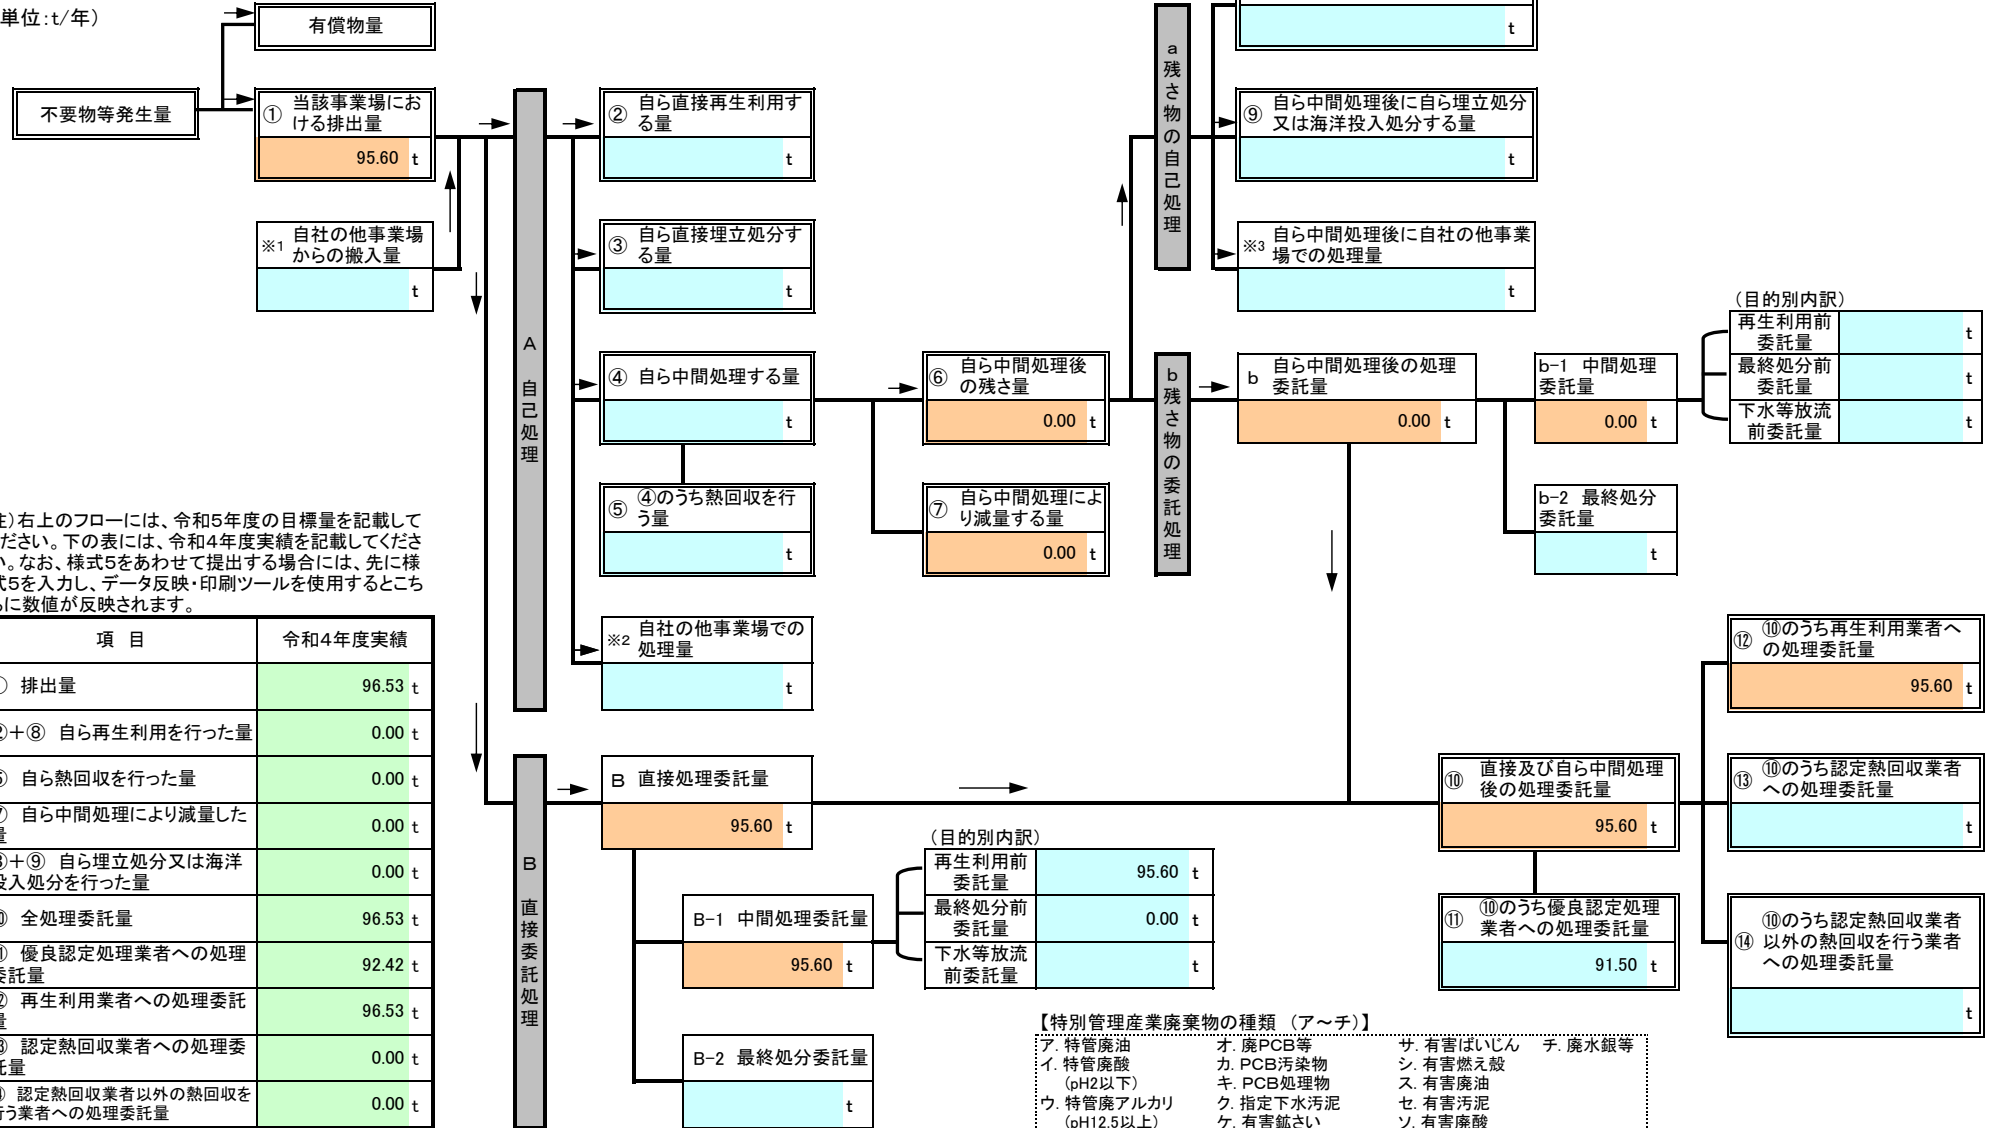 単位:t/年)
有償物量
不要物等発生量
① 当該事業場にお
ける排出量
95.60 t
※1 自社の他事業場
からの搬入量
t
A 自己処理
② 自ら直接再生利用す
る量
t
③ 自ら直接埋立処分す
る量
t
④ 自ら中間処理する量
t
⑤ ④のうち熱回収を行
う量
t
※2 自社の他事業場での
処理量
t
⑥ 自ら中間処理後
の残さ量
0.00 t
⑦ 自ら中間処理によ
り減量する量
0.00 t
a 残さ物の自己処理
t
⑨ 自ら中間処理後に自ら埋立処分
又は海洋投入処分する量
t
※3 自ら中間処理後に自社の他事業
場での処理量
t
b 残さ物の委託処理
b 自ら中間処理後の処理
委託量
0.00 t
b-1 中間処理
委託量
0.00 t
b-2 最終処分
委託量
t
(目的別内訳)
再生利用前
委託量
t
最終処分前
委託量
t
下水等放流
前委託量
t
注)右上のフローには、令和5年度の目標量を記載して
ください。下の表には、令和4年度実績を記載してくださ
い。なお、様式5をあわせて提出する場合には、先に様
式5を入力し、データ反映・印刷ツールを使用するとこち
らに数値が反映されます。
項 目 令和4年度実績
① 排出量 96.53 t
②+⑧ 自ら再生利用を行った量 0.00 t
⑤ 自ら熱回収を行った量 0.00 t
⑦ 自ら中間処理により減量した
量 0.00 t
③+⑨ 自ら埋立処分又は海洋
投入処分を行った量 0.00 t
⑩ 全処理委託量 96.53 t
⑪ 優良認定処理業者への処理
委託量 92.42 t
⑫ 再生利用業者への処理委託
量 96.53 t
⑬ 認定熱回収業者への処理委
託量 0.00 t
⑭ 認定熱回収業者以外の熱回収を
行う業者への処理委託量 0.00 t
B 直接委託処理
B 直接処理委託量
95.60 t
B-1 中間処理委託量
95.60 t
B-2 最終処分委託量
t
(目的別内訳)
再生利用前
委託量
95.60 t
最終処分前
委託量
0.00 t
下水等放流
前委託量
t
⑩ 直接及び自ら中間処理
後の処理委託量
95.60 t
⑪ ⑩のうち優良認定処理
業者への処理委託量
91.50 t
⑫ ⑩のうち再生利用業者へ
の処理委託量
95.60 t
⑬ ⑩のうち認定熱回収業者
への処理委託量
t
⑭ ⑩のうち認定熱回収業者
以外の熱回収を行う業者
への処理委託量
t
【特別管理産業廃棄物の種類 (ア～チ)】
ア. 特管廃油 オ. 廃PCB等 サ. 有害ばいじん チ. 廃水銀等
イ. 特管廃酸 カ. PCB汚染物 シ. 有害燃え殻
(pH2以下) キ. PCB処理物 ス. 有害廃油
ウ. 特管廃アルカリ ク. 指定下水汚泥 セ. 有害汚泥
(pH12.5以上) ケ. 有害鉱さい ソ. 有害廃酸